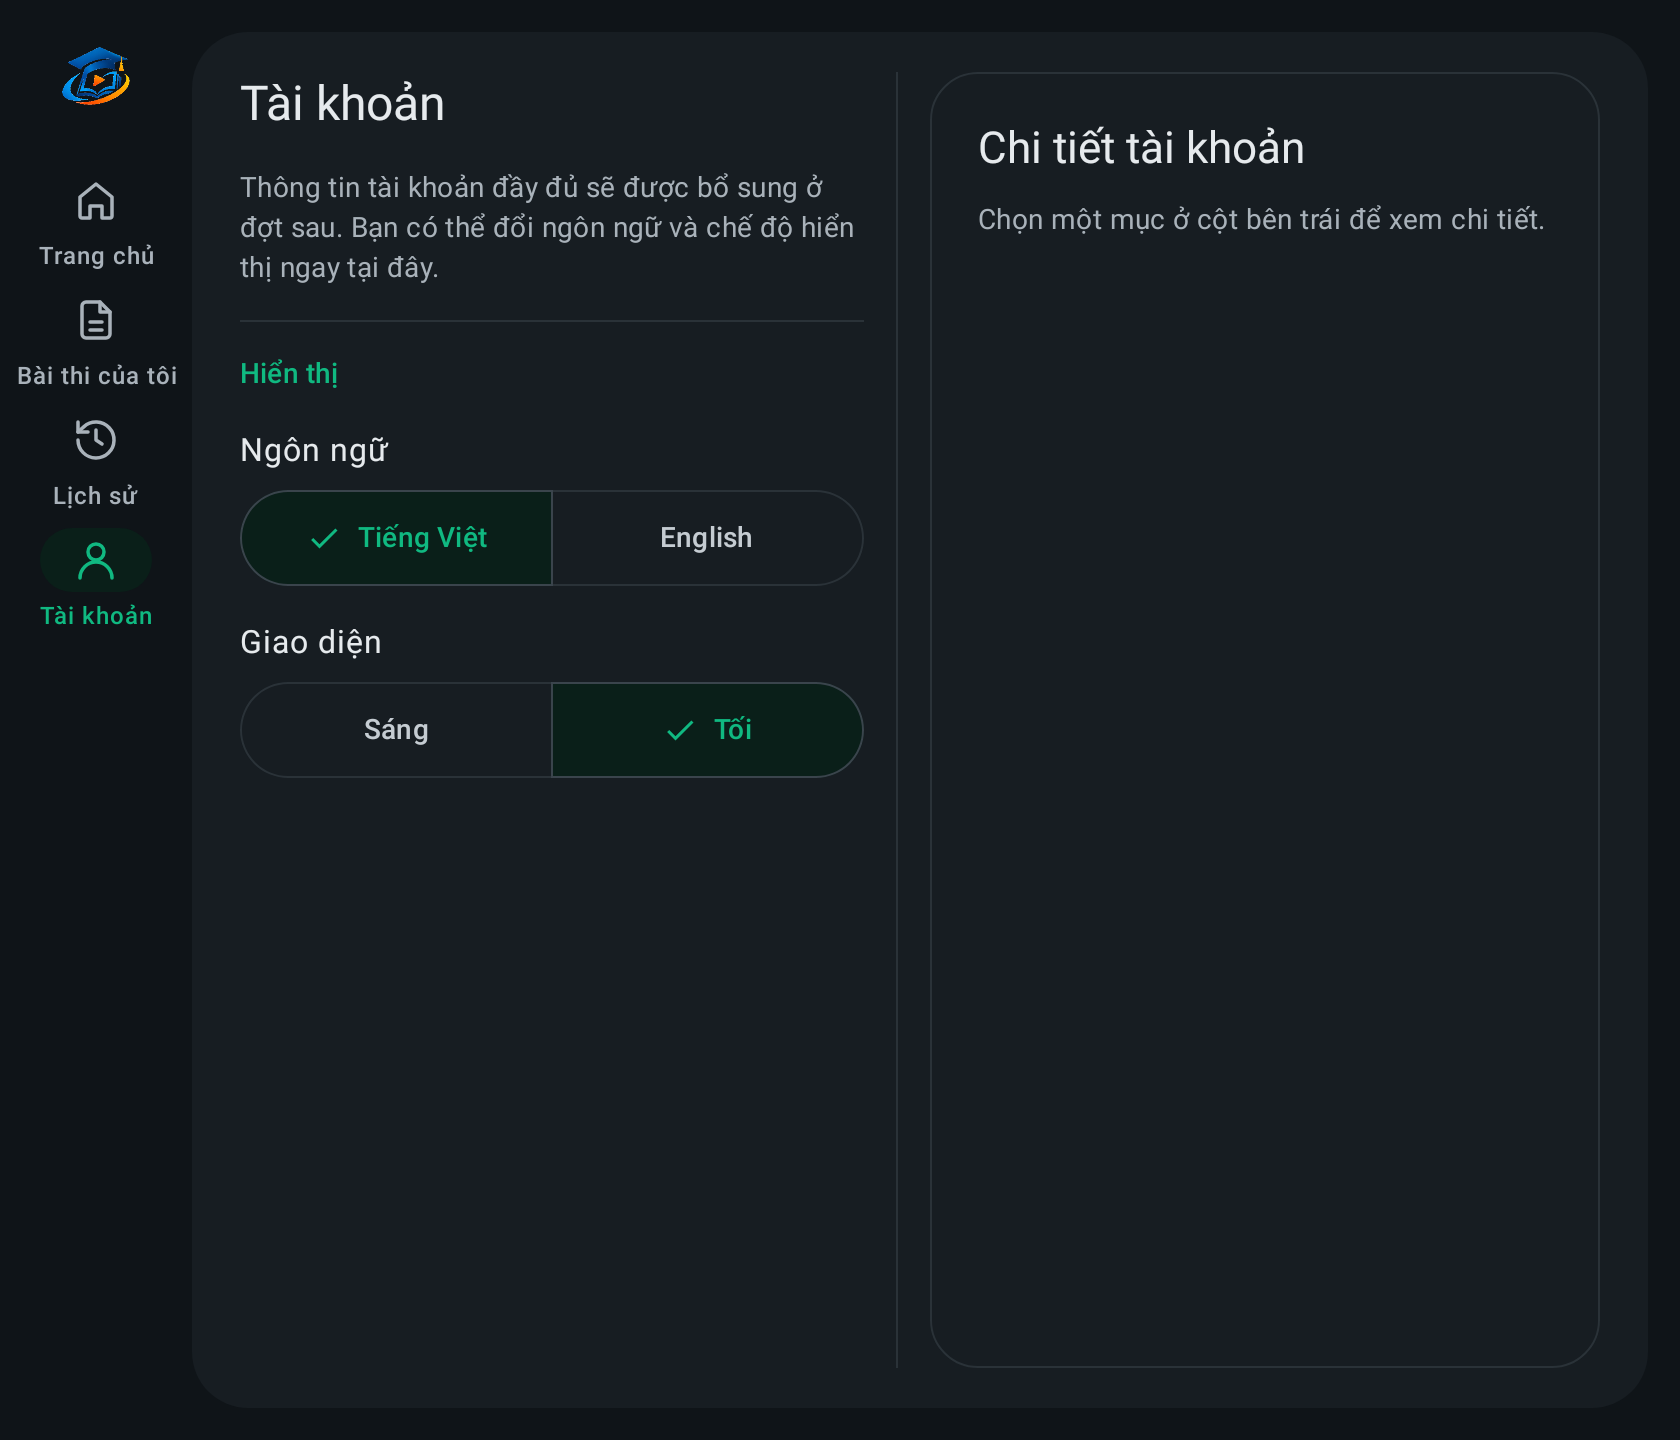 Trang chủ
Bài thi của tôi
Lịch sử
Tài khoản
Tài khoản
Thông tin tài khoản đầy đủ sẽ được bổ sung ở
đợt sau. Bạn có thể đổi ngôn ngữ và chế độ hiển
thị ngay tại đây.
Hiển thị
Ngôn ngữ
Tiếng Việt
English
Giao diện
Sáng
Tối
Chi tiết tài khoản
Chọn một mục ở cột bên trái để xem chi tiết.